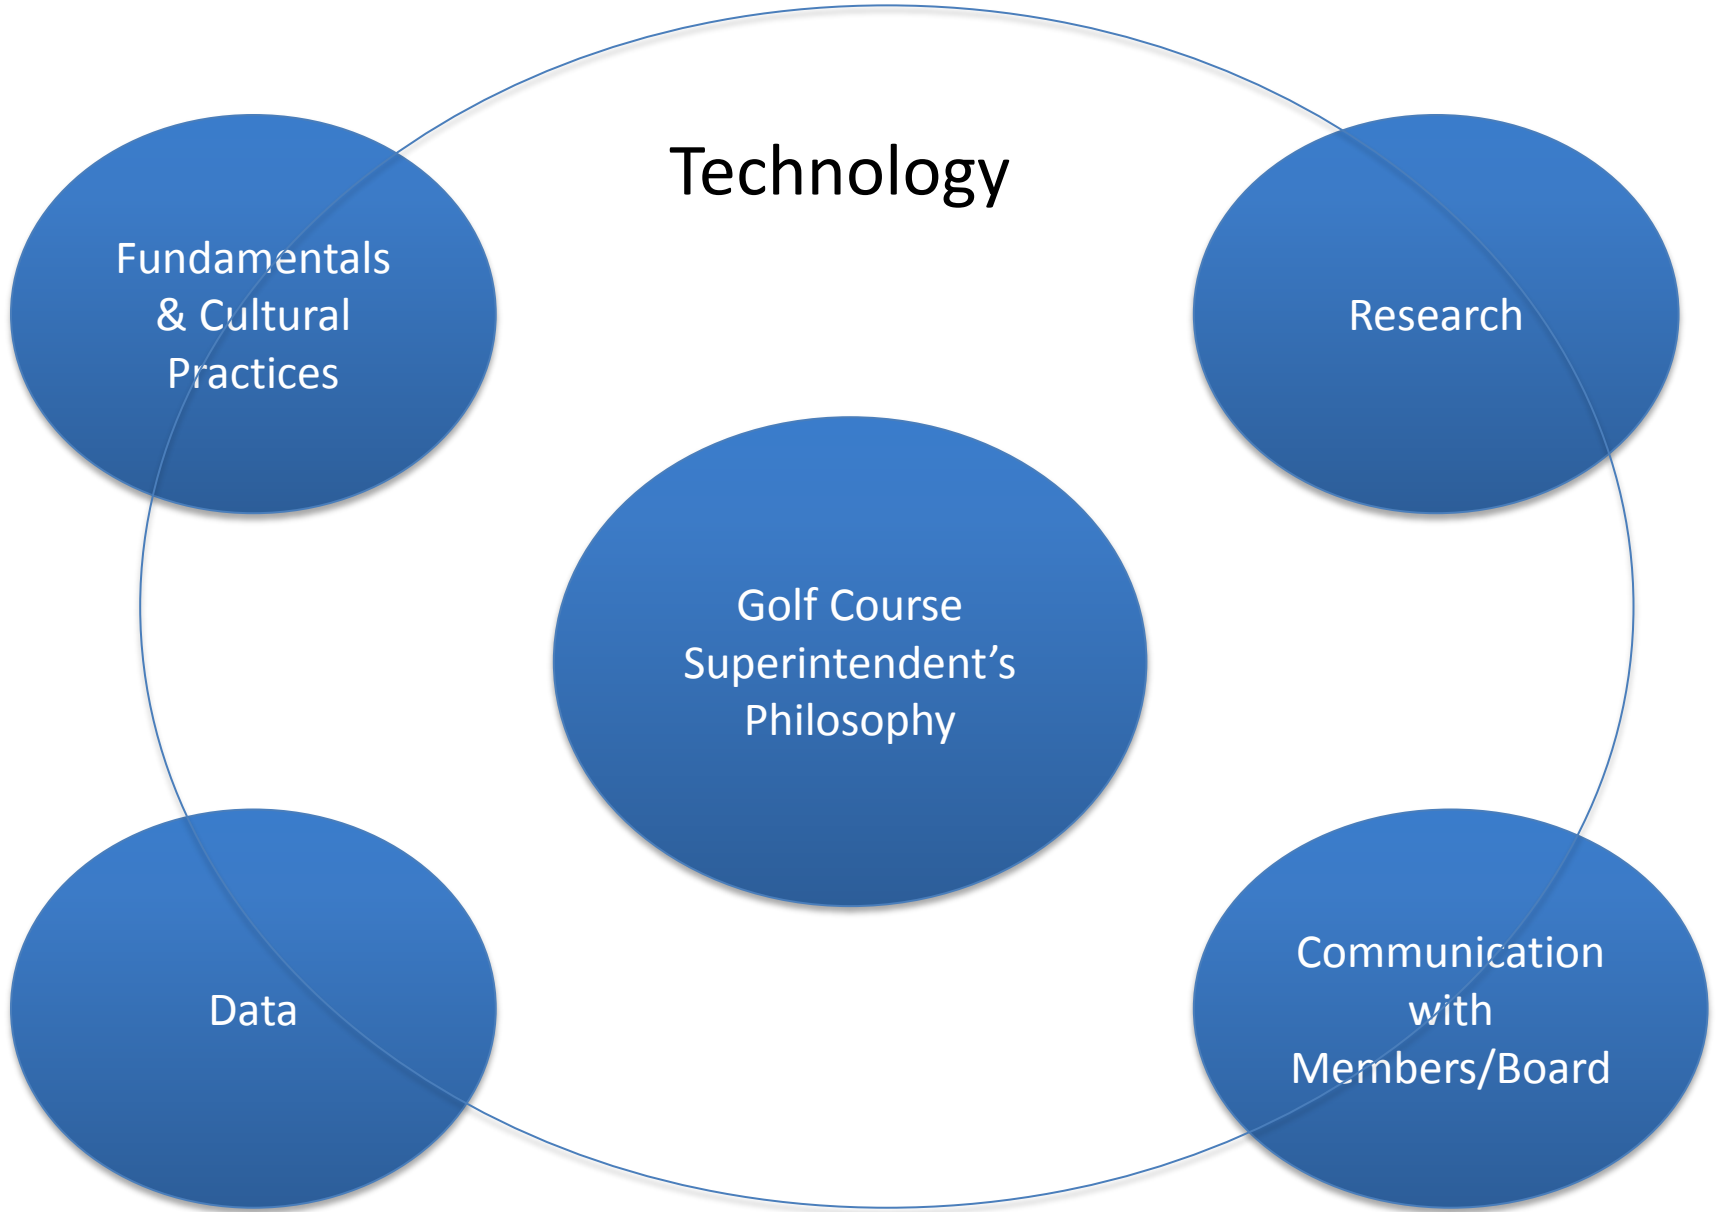 Technology
Fundamentals
& Cultural
Practices
Research
Golf Course
Superintendent’s
Philosophy
Data
Communication
with
Members/Board